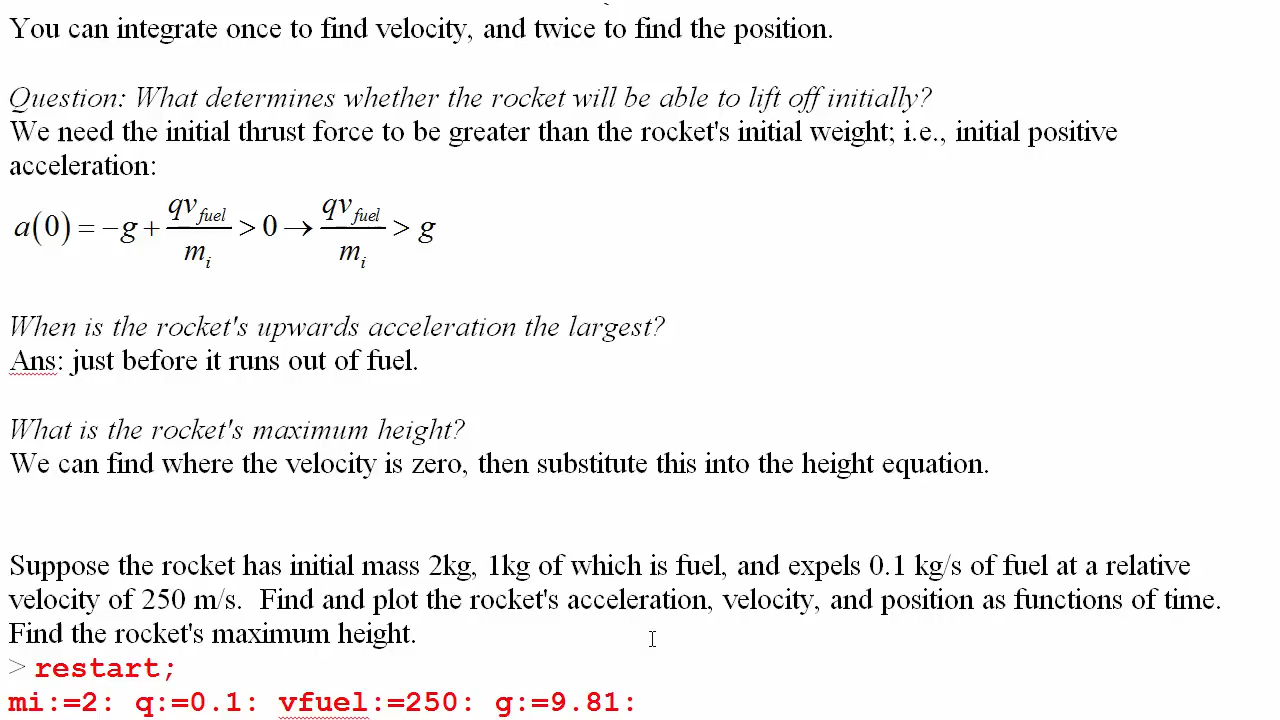 You can integrate once to find velocity, and twice to find the position.
Question: What determines whether the rocket will be able to lift off initially?
We need the initial thrust force to be greater than the rocket's initial weight; i.e., initial positive
acceleration:
a(0) = −g + qv_fuel/m_i > 0 → qv_fuel/m_i > g
When is the rocket's upwards acceleration the largest?
Ans: just before it runs out of fuel.
What is the rocket's maximum height?
We can find where the velocity is zero, then substitute this into the height equation.
Suppose the rocket has initial mass 2kg, 1kg of which is fuel, and expels 0.1 kg/s of fuel at a relative
velocity of 250 m/s.  Find and plot the rocket's acceleration, velocity, and position as functions of time.
Find the rocket's maximum height.
> restart;
mi:=2: q:=0.1: vfuel:=250: g:=9.81: